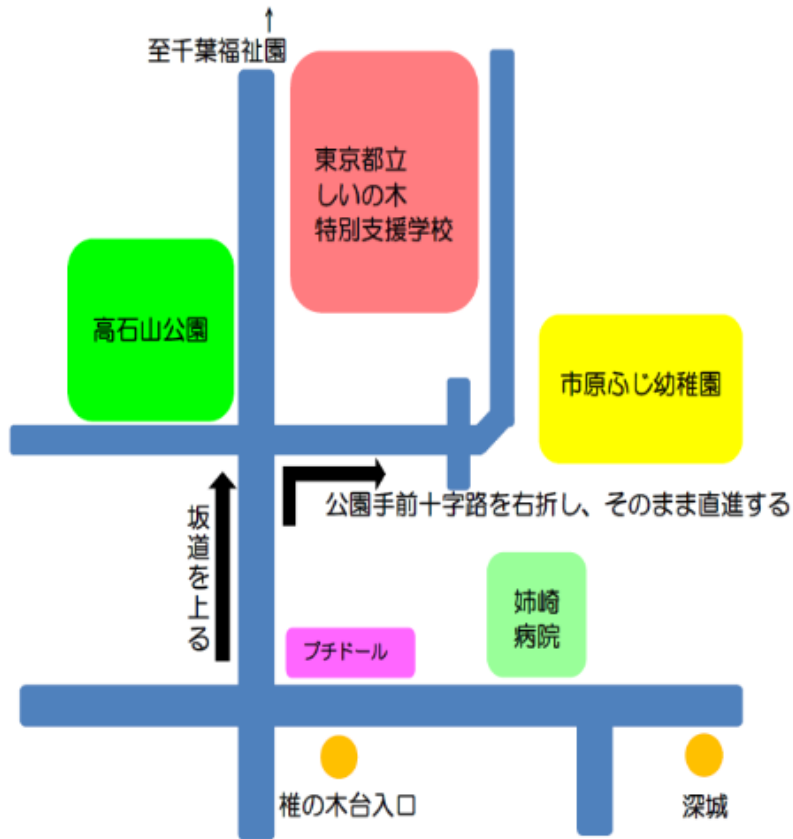 ↑
至千葉福祉園
東京都立
しいの木
特別支援学校
高石山公園
市原ふじ幼稚園
公園手前十字路を右折し、そのまま直進する
坂道を上る
姉崎
病院
プチドール
椎の木台入口
深城